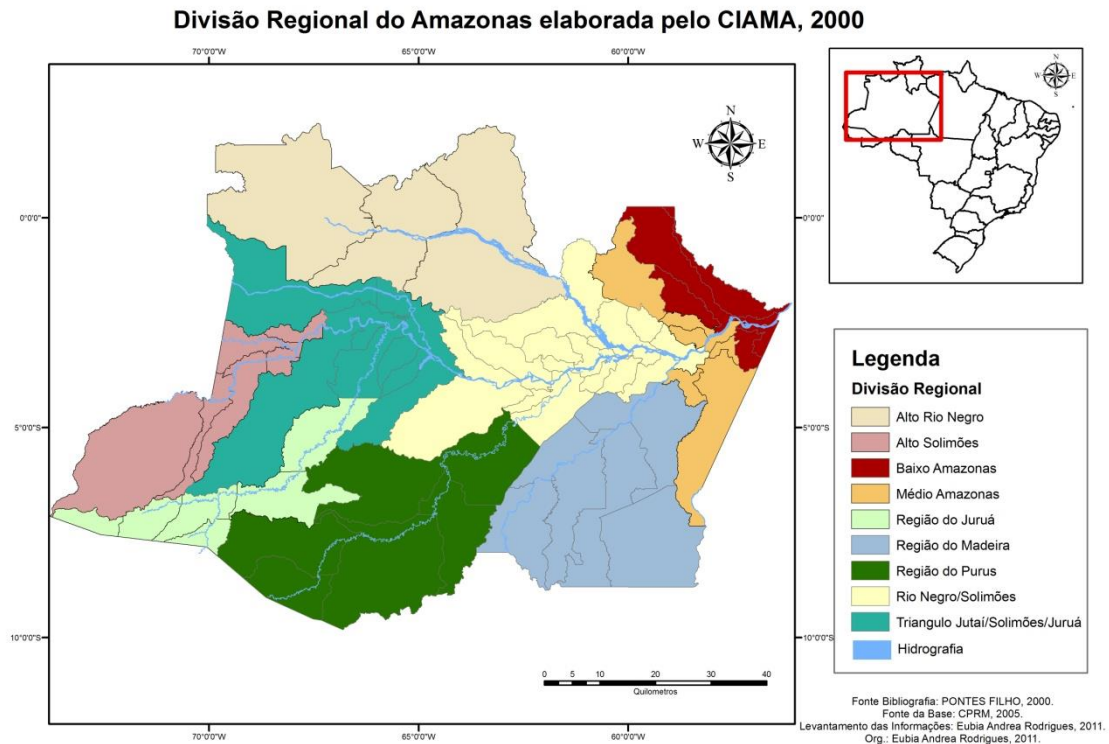 Divisão Regional do Amazonas elaborada pelo CIAMA, 2000
70°0'0"W 65°0'0"W 60°0'0"W
N
W E
S
0°0'0" 0°0'0"
5°0'0"S 5°0'0"S
10°0'0"S 10°0'0"S
0 5 10 20 30 40
Quilometros
70°0'0"W 65°0'0"W 60°0'0"W
N
W E
S
Legenda
Divisão Regional
Alto Rio Negro
Alto Solimões
Baixo Amazonas
Médio Amazonas
Região do Juruá
Região do Madeira
Região do Purus
Rio Negro/Solimões
Triangulo Jutaí/Solimões/Juruá
Hidrografia
Fonte Bibliografia: PONTES FILHO, 2000.
Fonte da Base: CPRM, 2005.
Levantamento das Informações: Eubia Andrea Rodrigues, 2011.
Org.: Eubia Andrea Rodrigues, 2011.